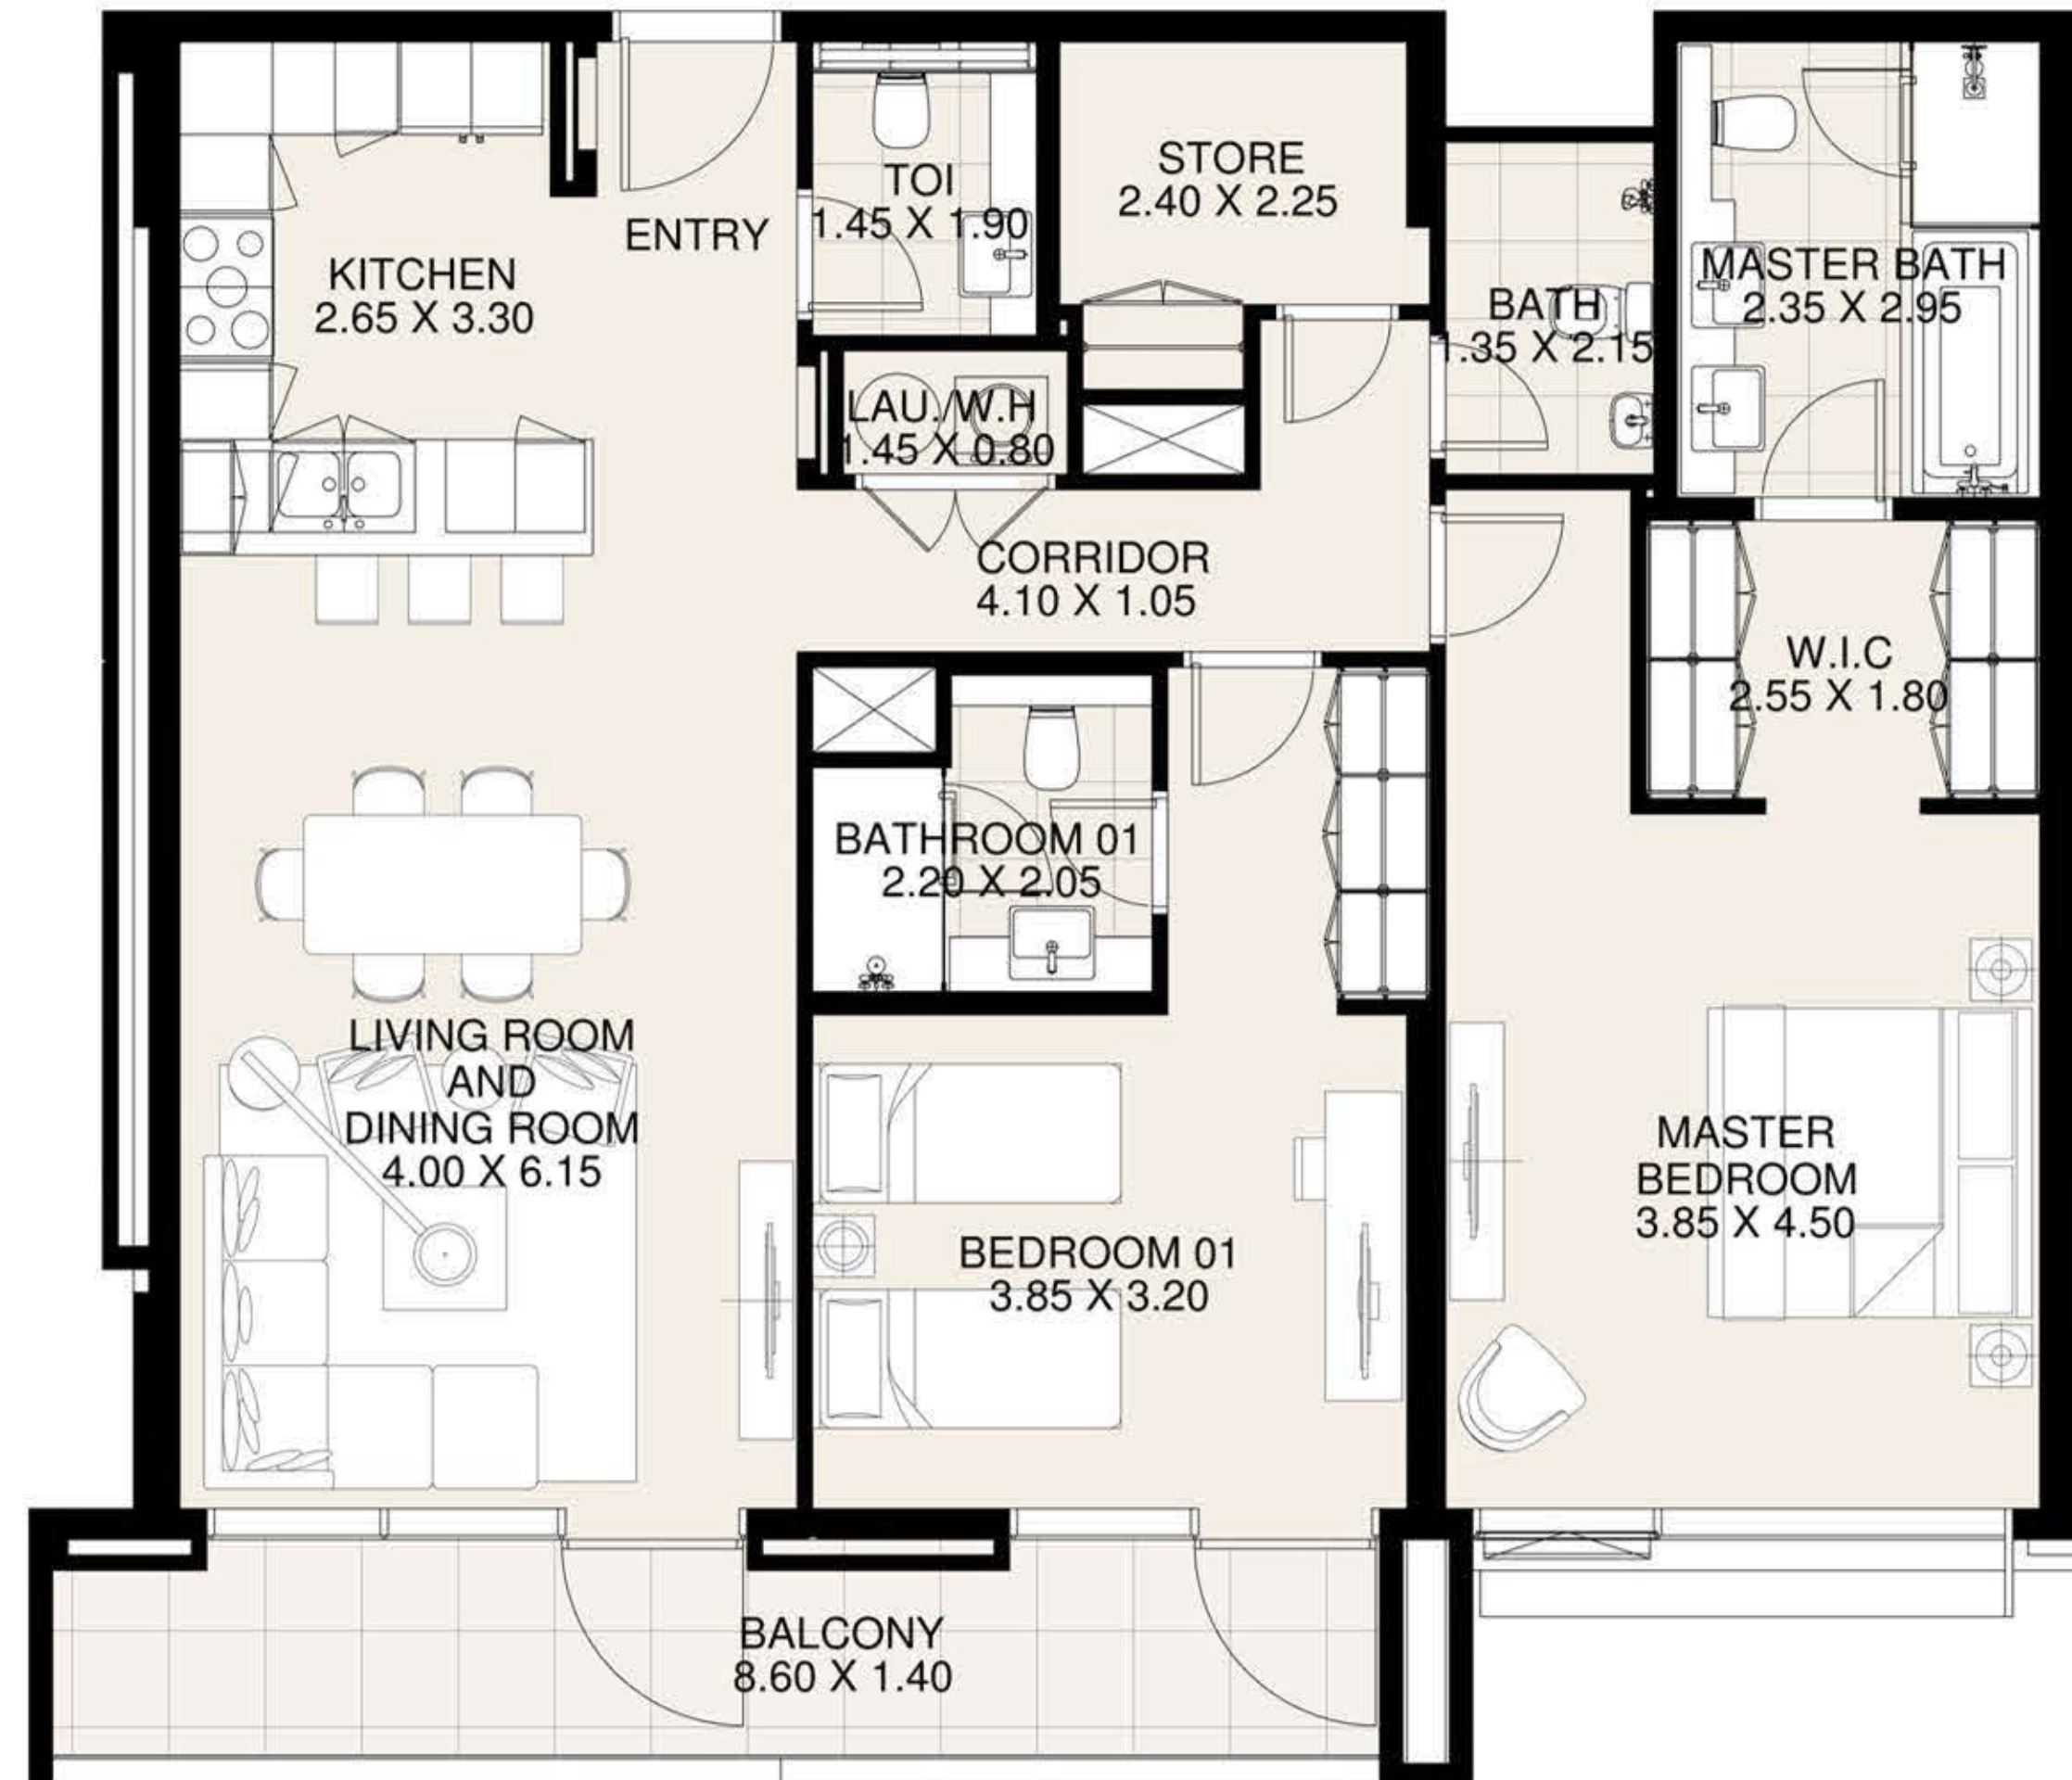 KITCHEN
2.65 X 3.30
ENTRY
TOI
1.45 X 1.90
STORE
2.40 X 2.25
BATH
1.35 X 2.15
MASTER BATH
2.35 X 2.95
LAU./W.H
1.45 X 0.80
CORRIDOR
4.10 X 1.05
W.I.C
2.55 X 1.80
BATHROOM 01
2.20 X 2.05
LIVING ROOM
AND
DINING ROOM
4.00 X 6.15
BEDROOM 01
3.85 X 3.20
MASTER
BEDROOM
3.85 X 4.50
BALCONY
8.60 X 1.40